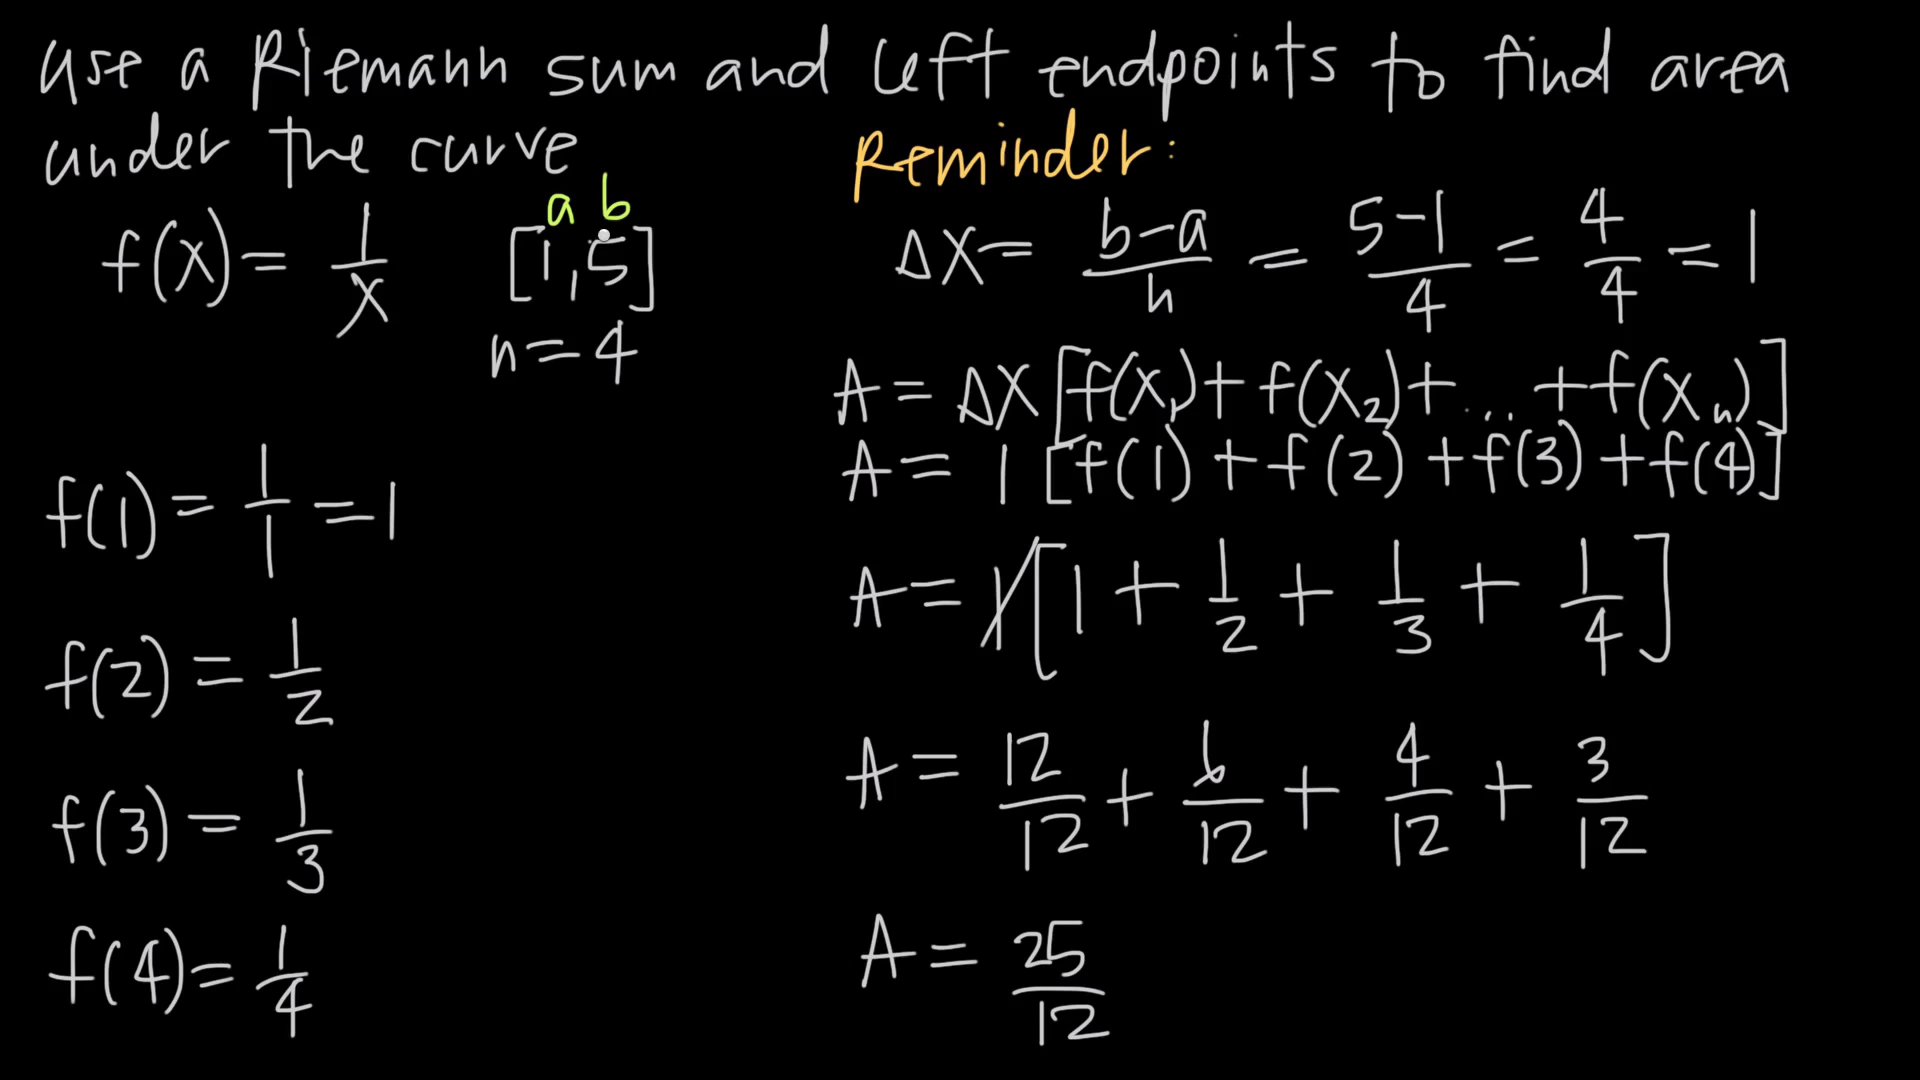 use a Riemann sum and left endpoints to find area
under the curve
a b
f(x) = 1/x [1,5]
n = 4
f(1) = 1/1 = 1
f(2) = 1/2
f(3) = 1/3
f(4) = 1/4
Reminder:
Δx = (b-a)/n = (5-1)/4 = 4/4 = 1
A = Δx [f(x₁) + f(x₂) + ... + f(xₙ)]
A = 1 [f(1) + f(2) + f(3) + f(4)]
A = 1 [1 + 1/2 + 1/3 + 1/4]
A = 12/12 + 6/12 + 4/12 + 3/12
A = 25/12